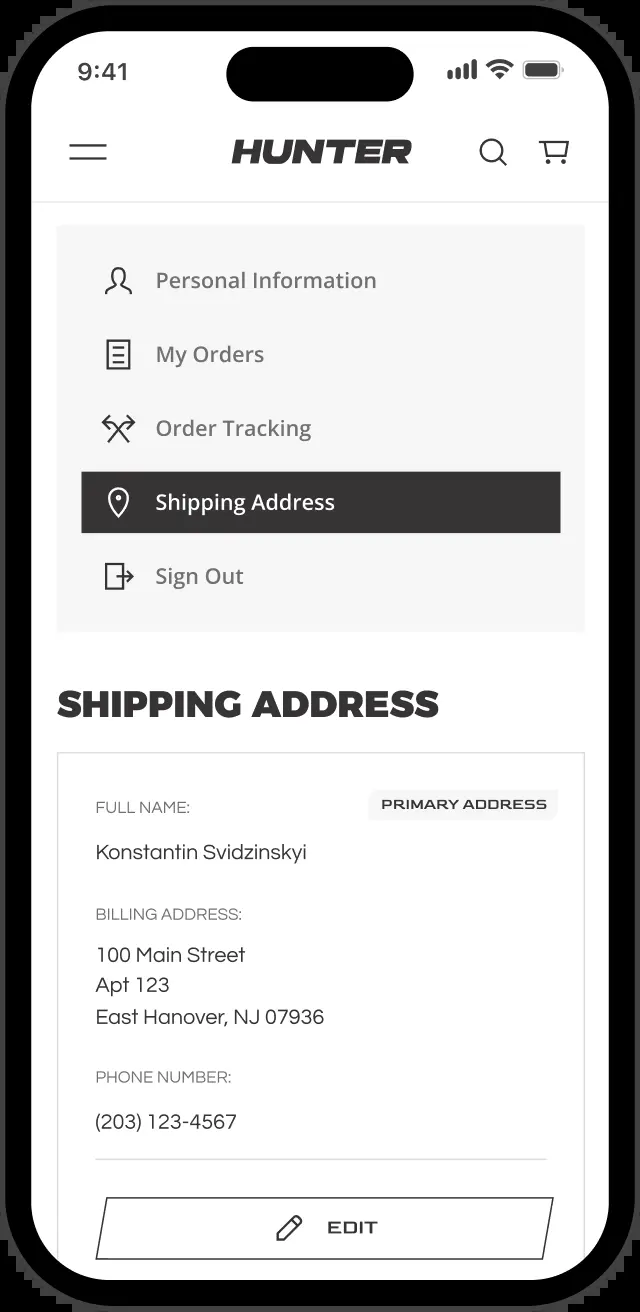 9:41
HUNTER
Personal Information
My Orders
Order Tracking
Shipping Address
Sign Out
SHIPPING ADDRESS
FULL NAME:
PRIMARY ADDRESS
Konstantin Svidzinskyi
BILLING ADDRESS:
100 Main Street
Apt 123
East Hanover, NJ 07936
PHONE NUMBER:
(203) 123-4567
EDIT